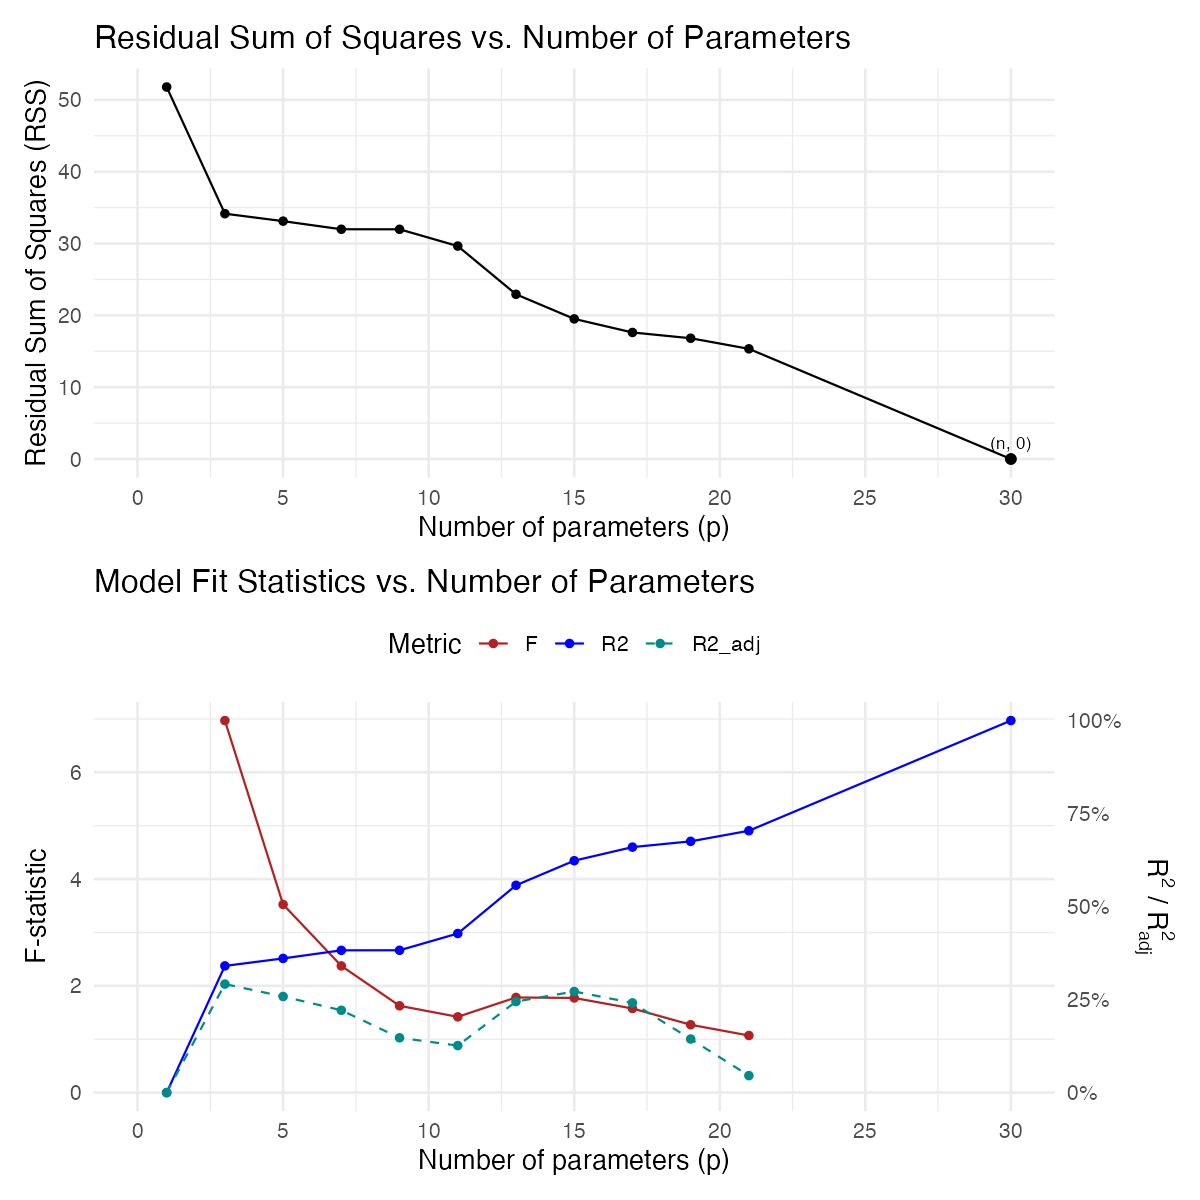 Residual Sum of Squares vs. Number of Parameters
Residual Sum of Squares (RSS)
50
40
30
20
10
0
(n, 0)
0 5 10 15 20 25 30
Number of parameters (p)
Model Fit Statistics vs. Number of Parameters
Metric F R2 R2_adj
F-statistic
6
4
2
0
100%
75%
50%
25%
0%
R² / R²adj
0 5 10 15 20 25 30
Number of parameters (p)